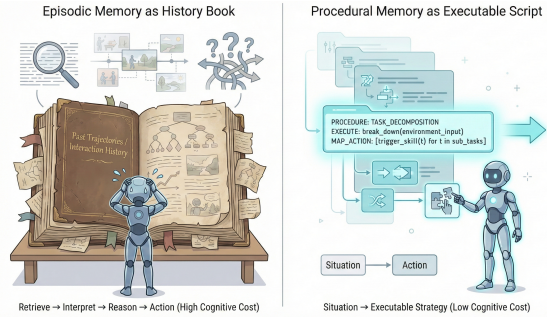 Episodic Memory as History Book
Procedural Memory as Executable Script
? ? ?
Past Trajectories /
Interaction History
PROCEDURE: TASK_DECOMPOSITION
EXECUTE: break_down(environment_input)
MAP_ACTION: [trigger_skill(t) for t in sub_tasks]
Situation
Action
Retrieve → Interpret → Reason → Action (High Cognitive Cost)
Situation → Executable Strategy (Low Cognitive Cost)